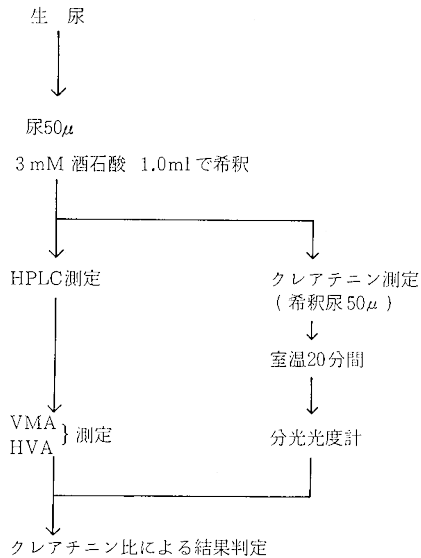 生 尿
尿50μ
3mM 酒石酸 1.0mlで希釈
HPLC測定
クレアチニン測定
(希釈尿50μ)
室温20分間
VMA
HVA
}測定
分光光度計
クレアチニン比による結果判定